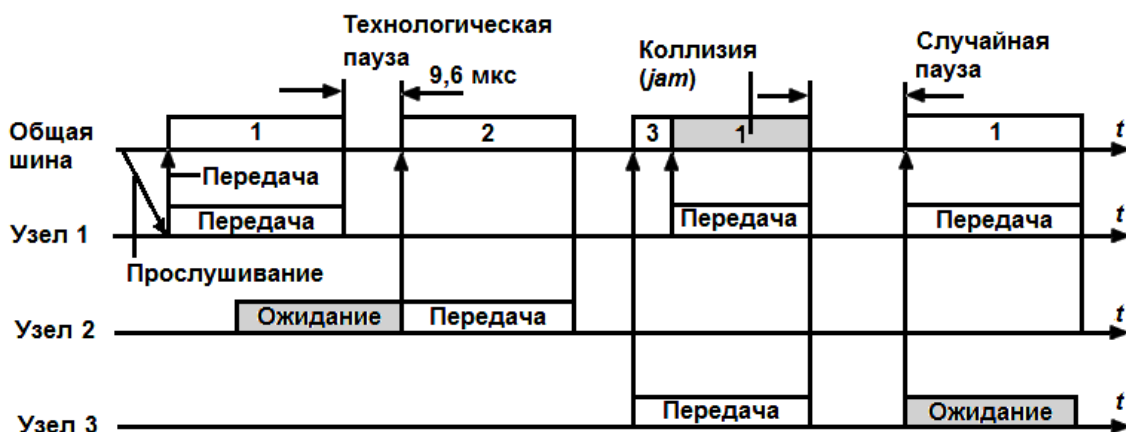 Технологическая
пауза
9,6 мкс
Коллизия
(jam)
Случайная
пауза
Общая
шина
1
2
3
1
1
t
Передача
Узел 1
Передача
Передача
Передача
t
Прослушивание
Узел 2
Ожидание
Передача
t
Узел 3
Передача
Ожидание
t